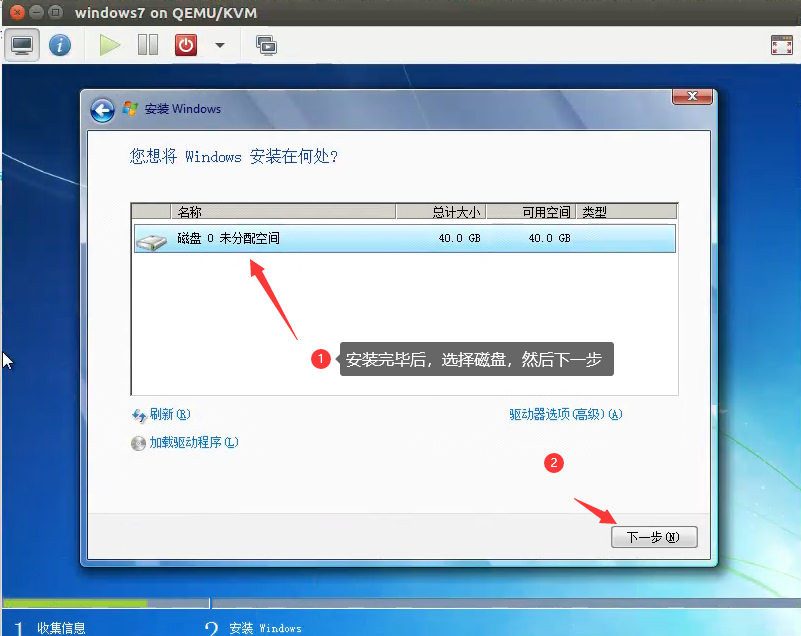 windows7 on QEMU/KVM
安装 Windows
您想将 Windows 安装在何处?
名称 总计大小 可用空间 类型
磁盘 0 未分配空间 40.0 GB 40.0 GB
1 安装完毕后，选择磁盘，然后下一步
刷新(R) 驱动器选项(高级)(A)
加载驱动程序(L)
2
下一步(N)
1 收集信息 2 安装 Windows